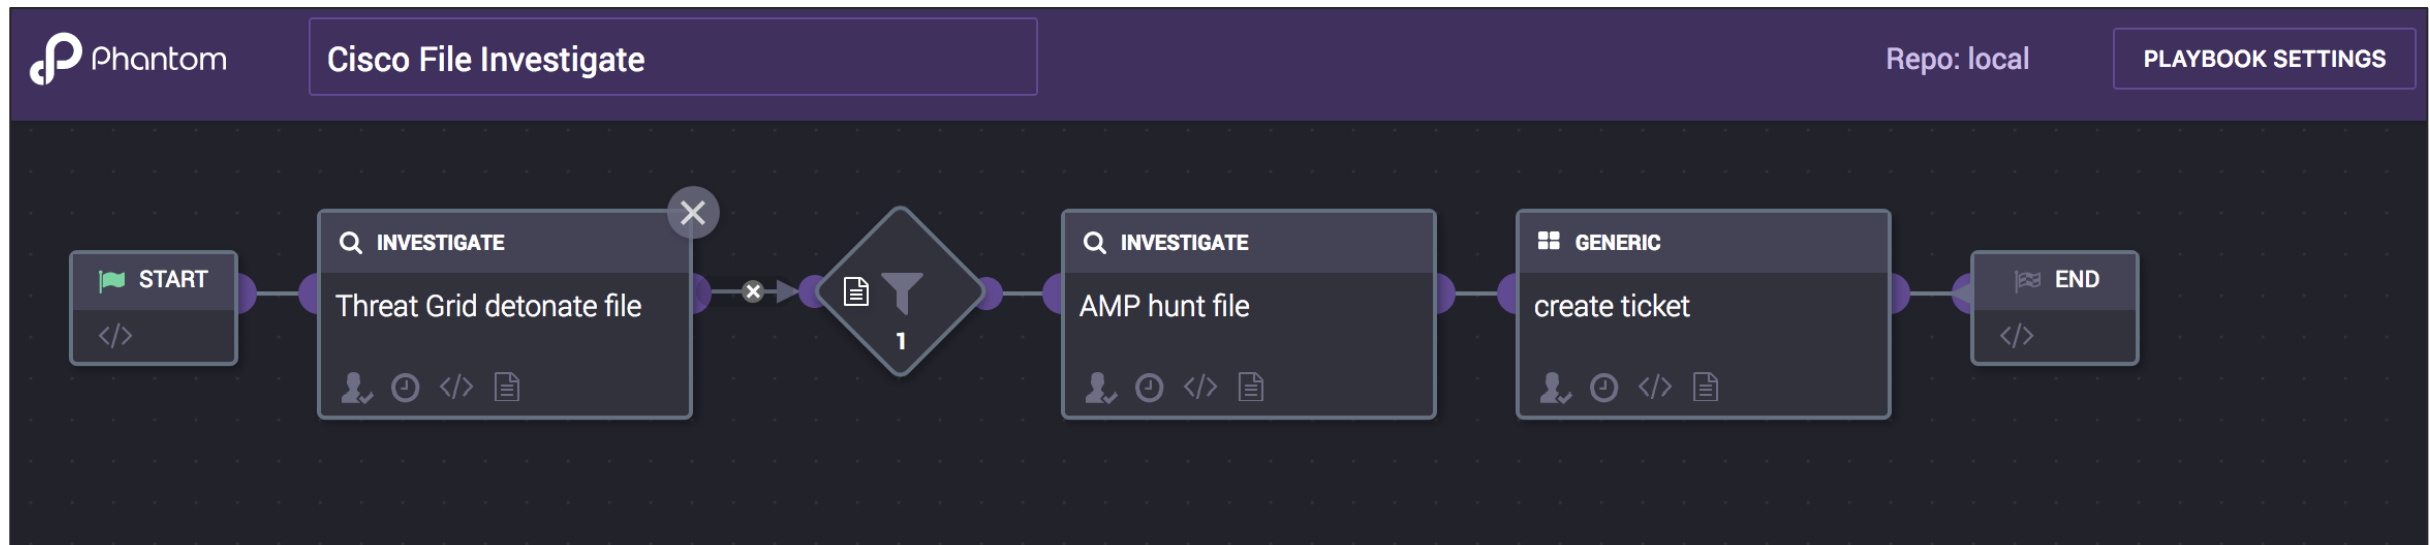 Phantom
Cisco File Investigate
Repo: local
PLAYBOOK SETTINGS
START
</>
INVESTIGATE
Threat Grid detonate file
</>
1
INVESTIGATE
AMP hunt file
</>
GENERIC
create ticket
</>
END
</>